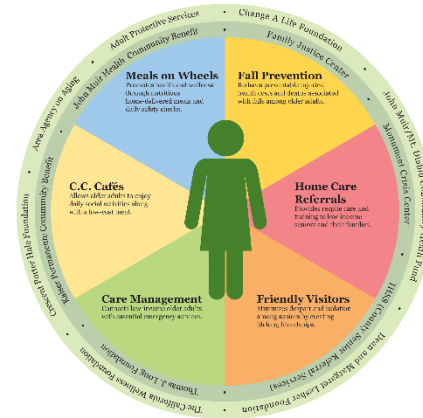 Change A Life Foundation
John Muir/Mt. Diablo Community Health Fund
Dean and Margaret Lesher Foundation
The California Wellness Foundation
Crescent Porter Hale Foundation
Area Agency on Aging
Adult Protective Services
Family Justice Center
Monument Crisis Center
(County Senior Referral Services)
Thomas J. Long Foundation
Kaiser Permanente Community Benefit
John Muir Health Community Benefit
Meals on Wheels
Promotes health and wellness
through nutritious
home-delivered meals and
daily safety checks.
Fall Prevention
Reduces preventable injuries,
health costs and deaths associated
with falls among older adults.
C.C. Cafés
Allows older adults to enjoy
daily social activities along
with a low-cost meal.
Home Care
Referrals
Provides respite care and
training to low-income
seniors and their families.
Care Management
Connects low income older adults
with essential emergency services.
Friendly Visitors
Minimizes despair and isolation
among seniors by creating
lifelong friendships.